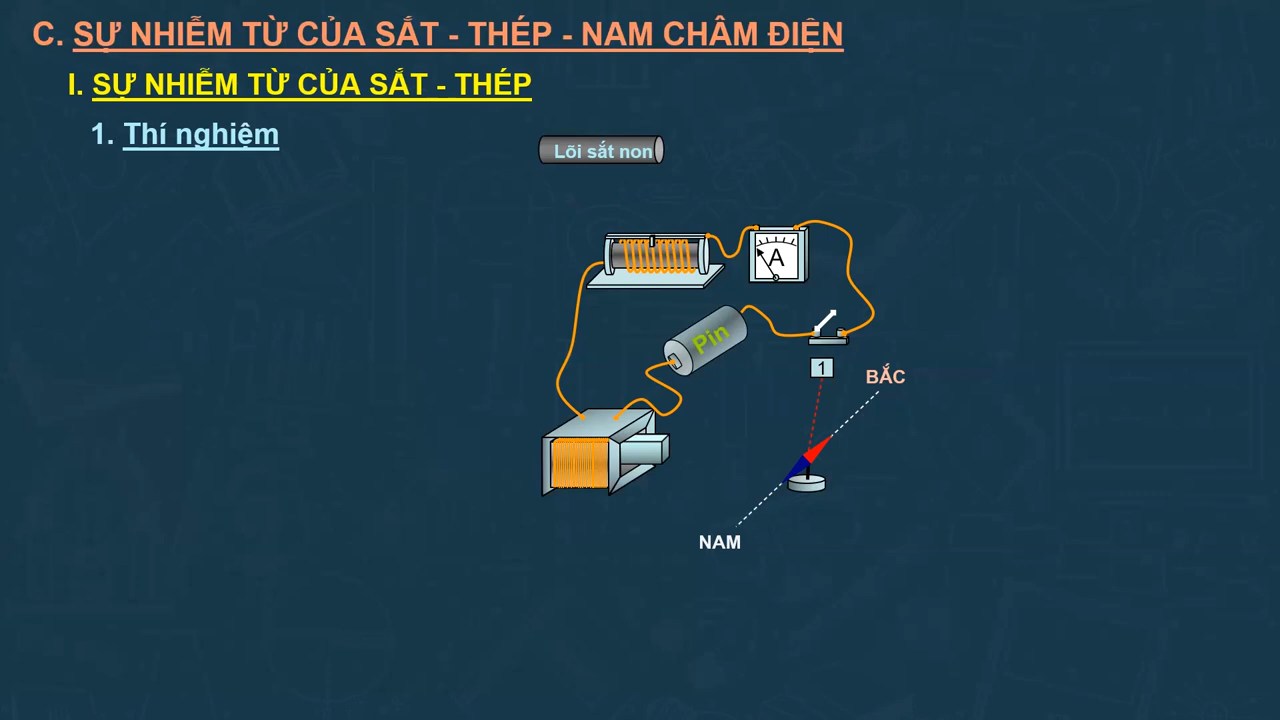 C. SỰ NHIỄM TỪ CỦA SẮT - THÉP - NAM CHÂM ĐIỆN
I. SỰ NHIỄM TỪ CỦA SẮT - THÉP
1. Thí nghiệm
Lõi sắt non
A
Pin
1
BẮC
NAM